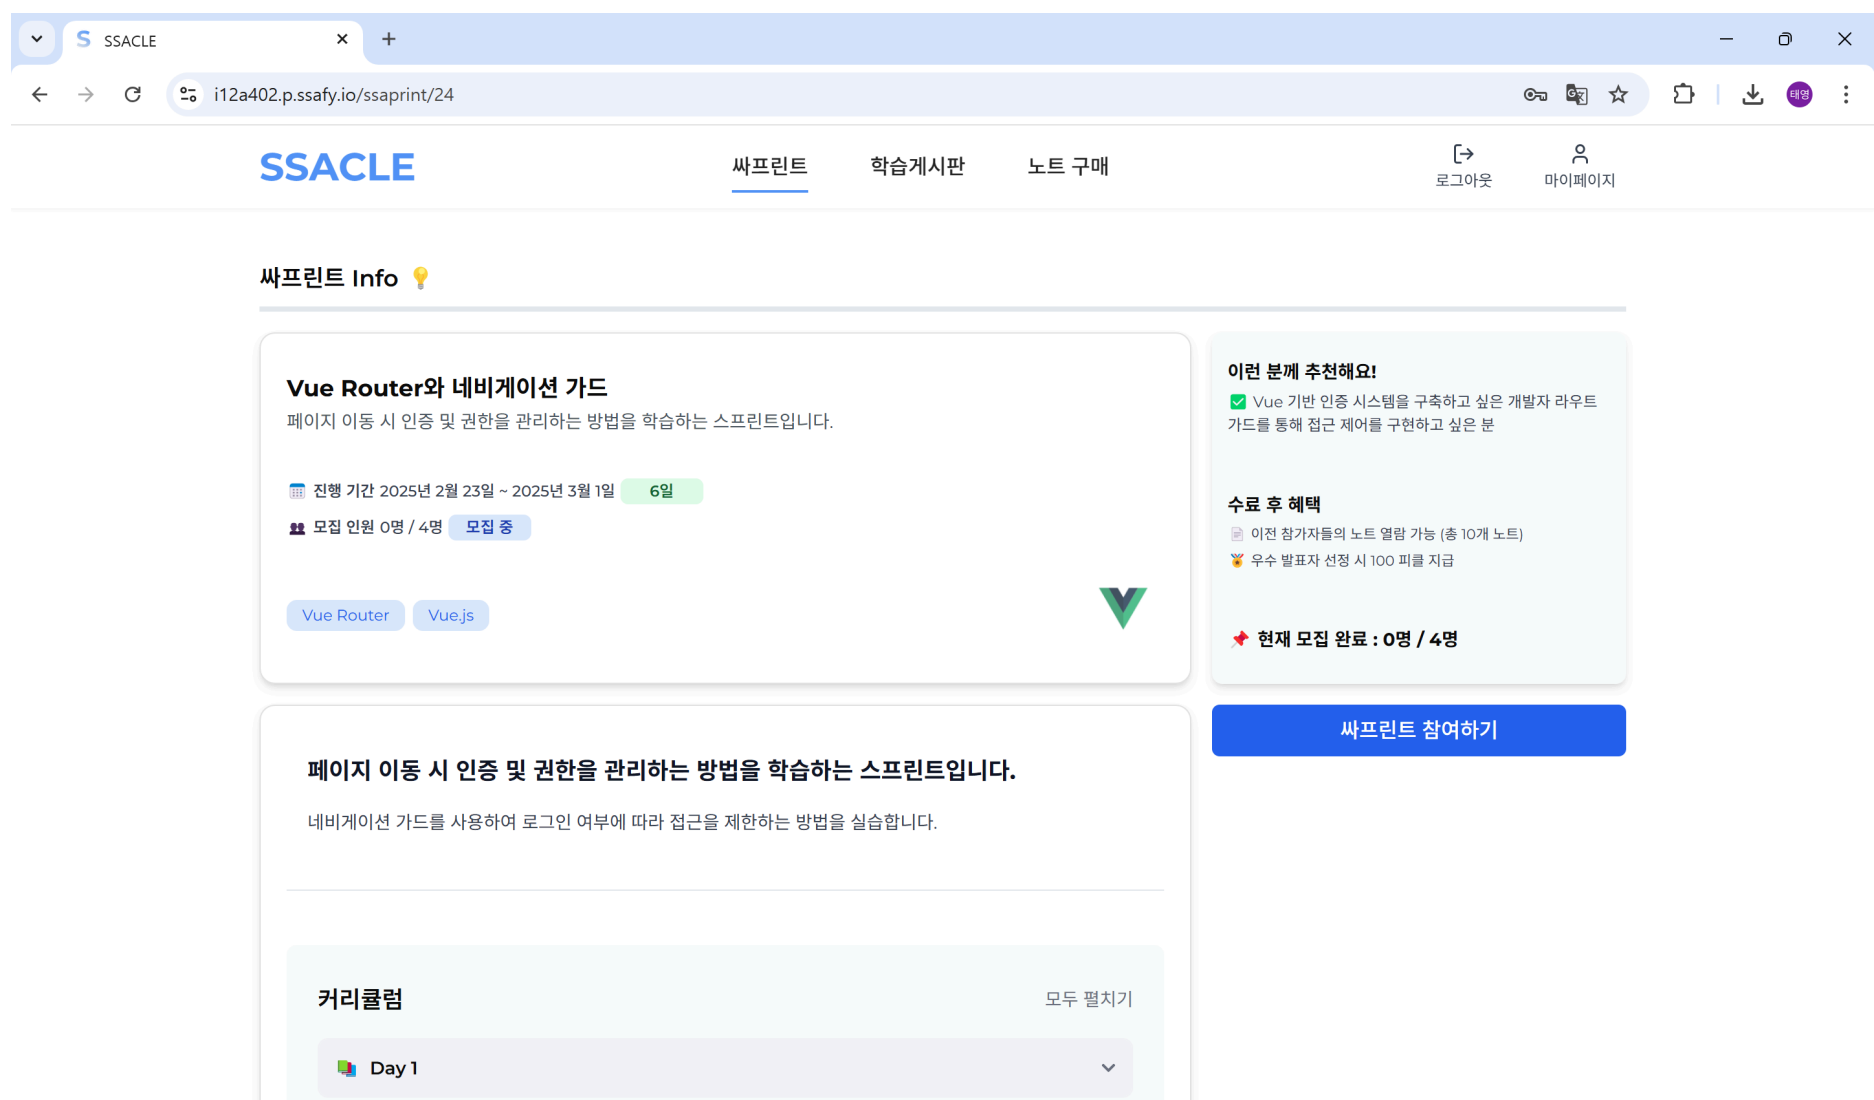 SSACLE
i12a402.p.ssafy.io/ssaprint/24
태영
SSACLE
싸프린트
학습게시판
노트 구매
로그아웃
마이페이지
싸프린트 Info
Vue Router와 네비게이션 가드
페이지 이동 시 인증 및 권한을 관리하는 방법을 학습하는 스프린트입니다.
진행 기간 2025년 2월 23일 ~ 2025년 3월 1일 6일
모집 인원 0명 / 4명 모집 중
Vue Router Vue.js
이런 분께 추천해요!
Vue 기반 인증 시스템을 구축하고 싶은 개발자 라우트
가드를 통해 접근 제어를 구현하고 싶은 분
수료 후 혜택
이전 참가자들의 노트 열람 가능 (총 10개 노트)
우수 발표자 선정 시 100 피클 지급
현재 모집 완료 : 0명 / 4명
싸프린트 참여하기
페이지 이동 시 인증 및 권한을 관리하는 방법을 학습하는 스프린트입니다.
네비게이션 가드를 사용하여 로그인 여부에 따라 접근을 제한하는 방법을 실습합니다.
커리큘럼
모두 펼치기
Day 1